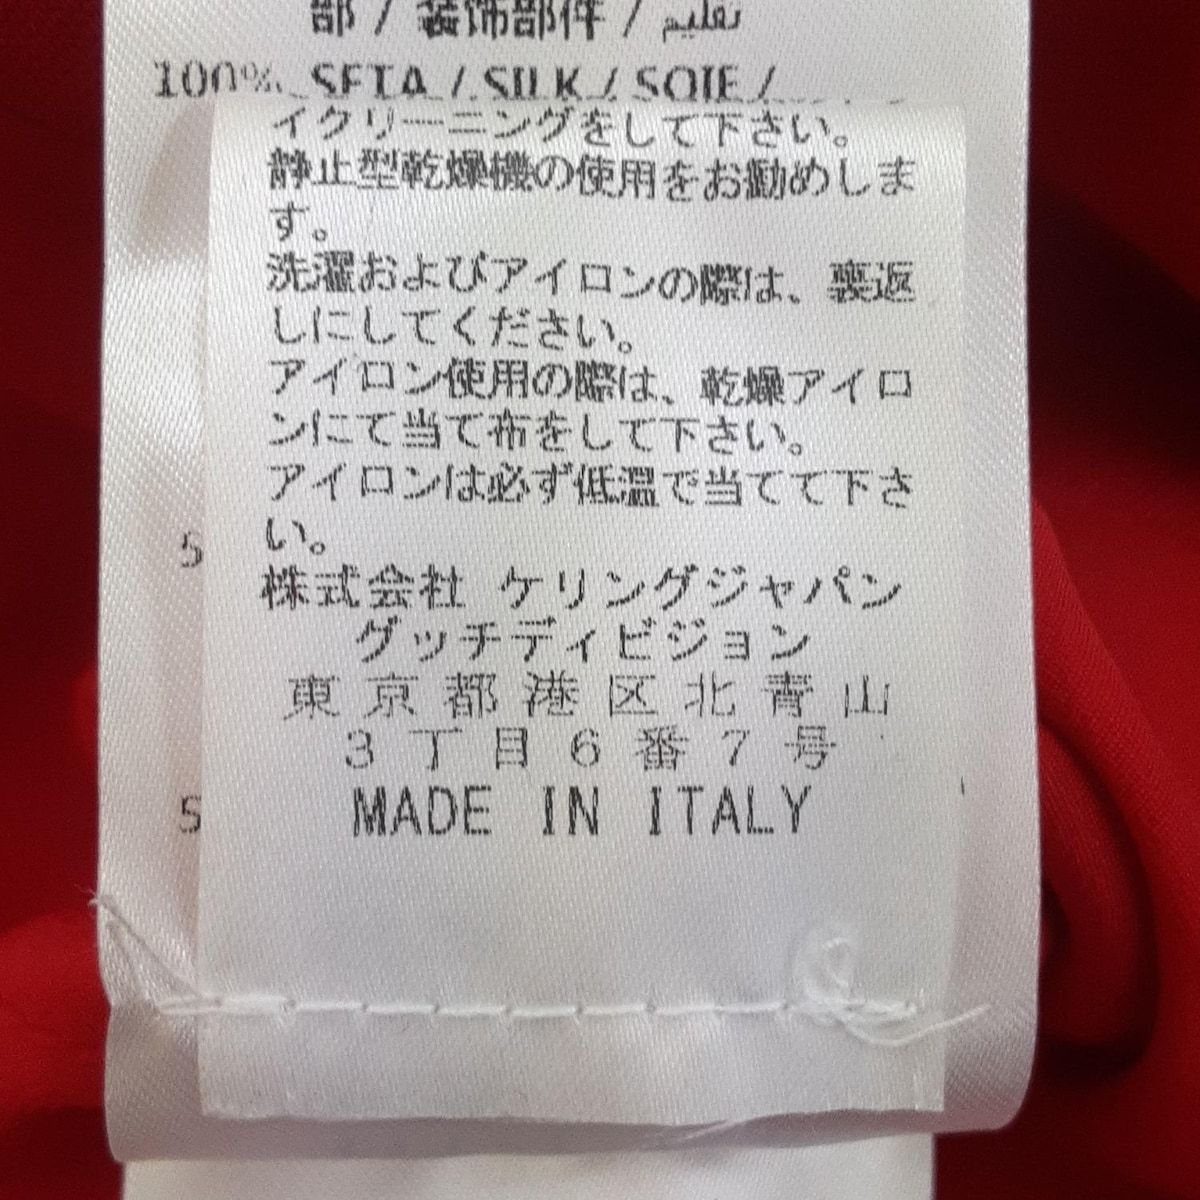 部 / 装饰部件 / تقليم
100% SETA / SILK / SOIE /
イクリーニングをして下さい。
静止型乾燥機の使用をお勧めしま
す。
洗濯およびアイロンの際は、裏返
しにしてください。
アイロン使用の際は、乾燥アイロ
ンにて当て布をして下さい。
アイロンは必ず低温で当てて下さ
い。
株式会社 ケリングジャパン
グッチディビジョン
東京都港区北青山
3丁目6番7号
MADE IN ITALY